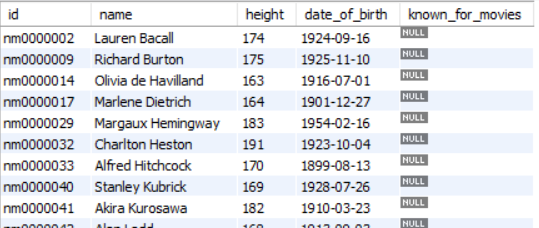 id name height date_of_birth known_for_movies
nm0000002 Lauren Bacall 174 1924-09-16 NULL
nm0000009 Richard Burton 175 1925-11-10 NULL
nm0000014 Olivia de Havilland 163 1916-07-01 NULL
nm0000017 Marlene Dietrich 164 1901-12-27 NULL
nm0000029 Margaux Hemingway 183 1954-02-16 NULL
nm0000032 Charlton Heston 191 1923-10-04 NULL
nm0000033 Alfred Hitchcock 170 1899-08-13 NULL
nm0000040 Stanley Kubrick 169 1928-07-26 NULL
nm0000041 Akira Kurosawa 182 1910-03-23 NULL
Alan Ladd 168 NULL